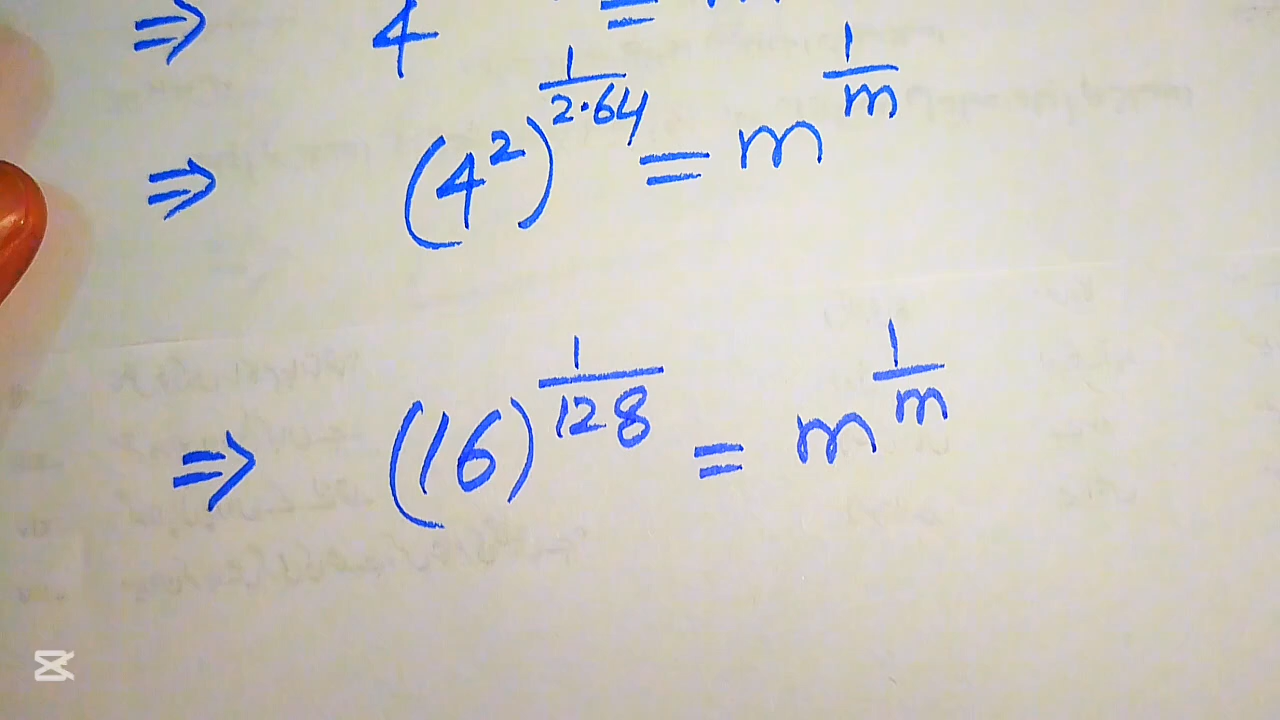 ⇒ 4 =
⇒ (4²)^(1/2·64) = m^(1/m)
⇒ (16)^(1/128) = m^(1/m)